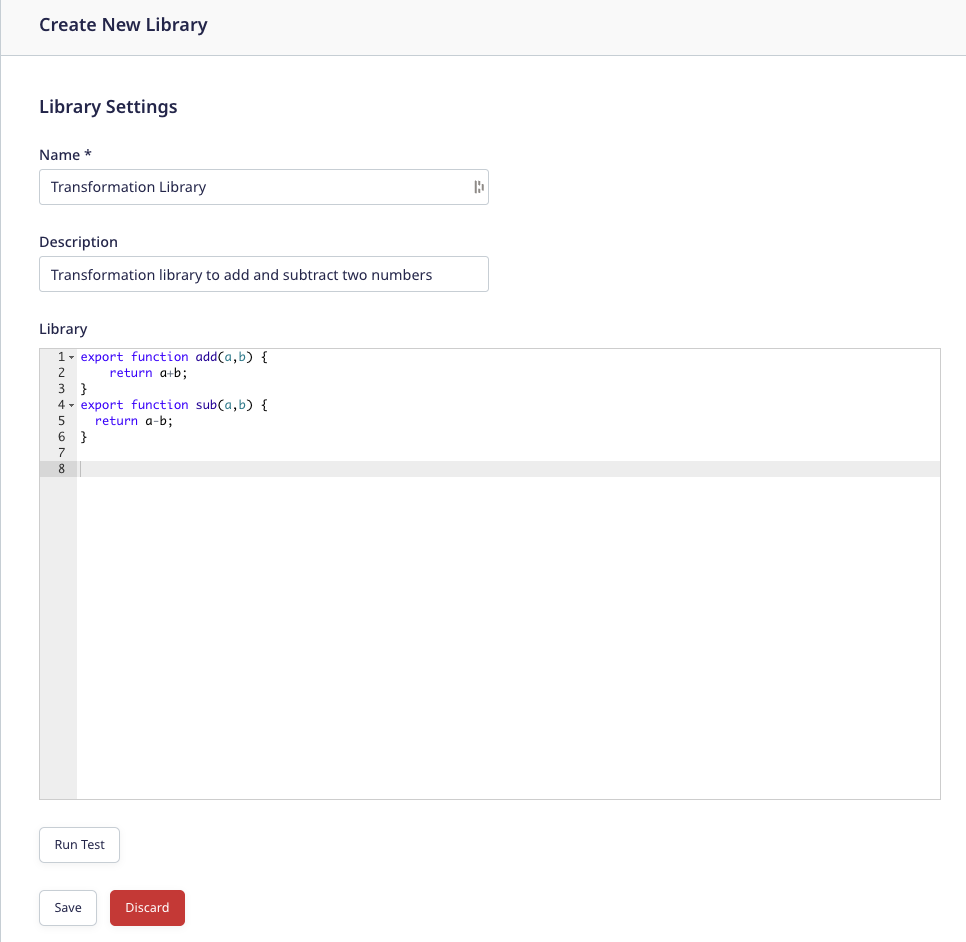 Create New Library
Library Settings
Name *
Transformation Library
Description
Transformation library to add and subtract two numbers
Library
1 export function add(a,b) {
2     return a+b;
3 }
4 export function sub(a,b) {
5   return a-b;
6 }
7
8
Run Test
Save Discard